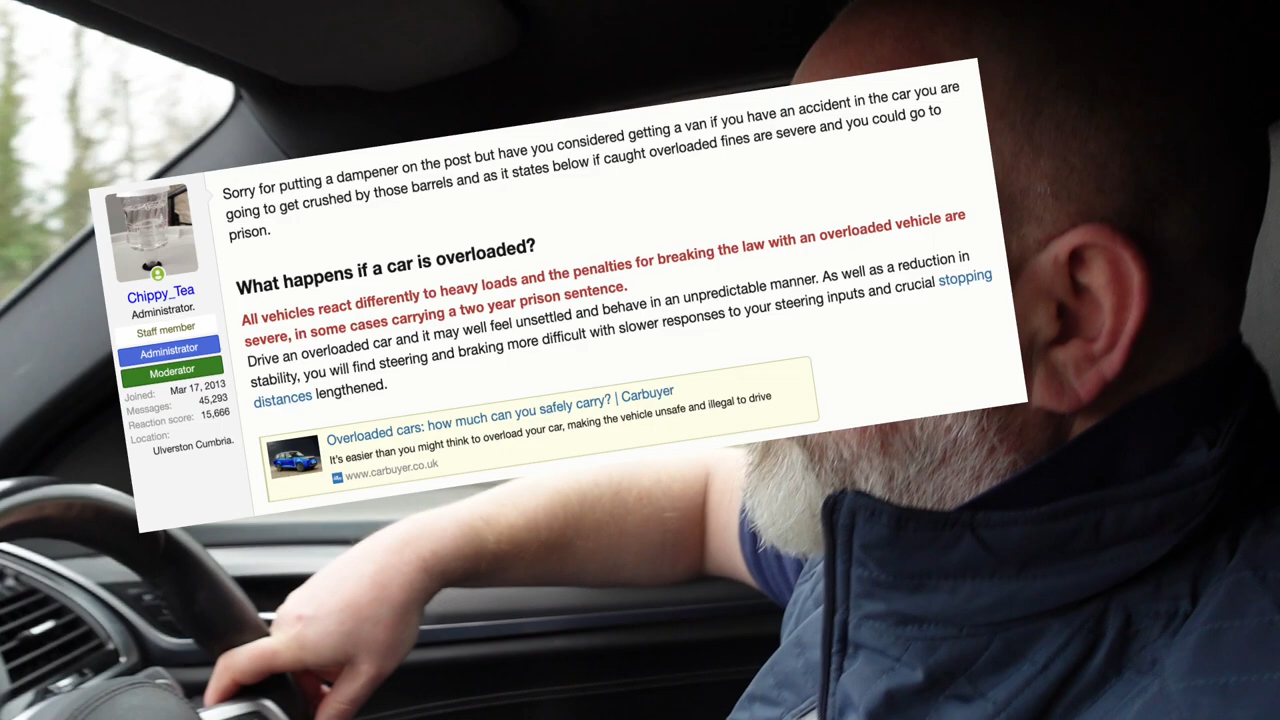 Sorry for putting a dampener on the post but have you considered getting a van if you have an accident in the car you are
going to get crushed by those barrels and as it states below if caught overloaded fines are severe and you could go to
prison.
What happens if a car is overloaded?
All vehicles react differently to heavy loads and the penalties for breaking the law with an overloaded vehicle are
severe, in some cases carrying a two year prison sentence.
Drive an overloaded car and it may well feel unsettled and behave in an unpredictable manner. As well as a reduction in
stability, you will find steering and braking more difficult with slower responses to your steering inputs and crucial stopping
distances lengthened.
Overloaded cars: how much can you safely carry? | Carbuyer
It's easier than you might think to overload your car, making the vehicle unsafe and illegal to drive
www.carbuyer.co.uk
Chippy_Tea
Administrator.
Staff member
Administrator
Moderator
Joined: Mar 17, 2013
Messages: 45,293
Reaction score: 15,666
Location:
Ulverston Cumbria.